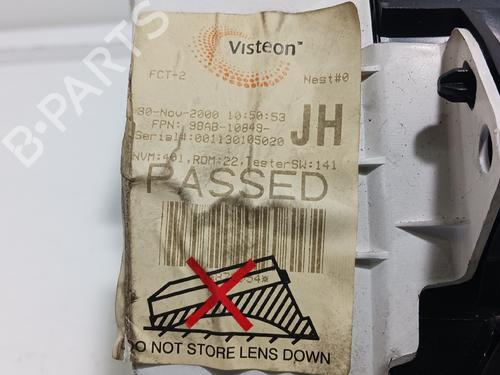 Visteon™
FCT-2 Nest#0
30-Nov-2000 10:50:53
FPN: 98AB-10849-
JH
Serial#:001130105020
NVM:401,ROM:22,TesterSW:141
PASSED
DO NOT STORE LENS DOWN
B-PARTS